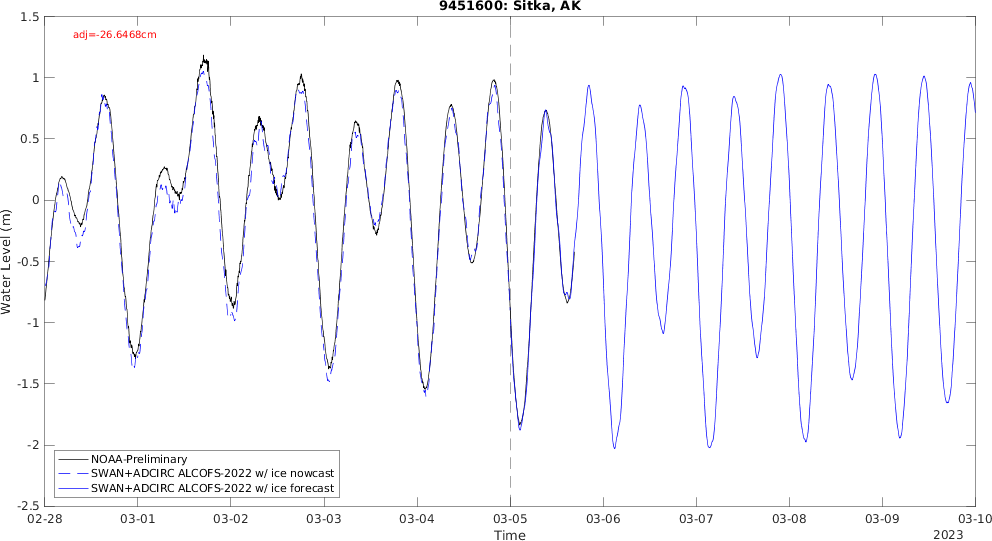 9451600: Sitka, AK
adj=-26.6468cm
1.5
1
0.5
0
-0.5
-1
-1.5
-2
-2.5
Water Level (m)
NOAA-Preliminary
SWAN+ADCIRC ALCOFS-2022 w/ ice nowcast
SWAN+ADCIRC ALCOFS-2022 w/ ice forecast
02-28 03-01 03-02 03-03 03-04 03-05 03-06 03-07 03-08 03-09 03-10
Time
2023